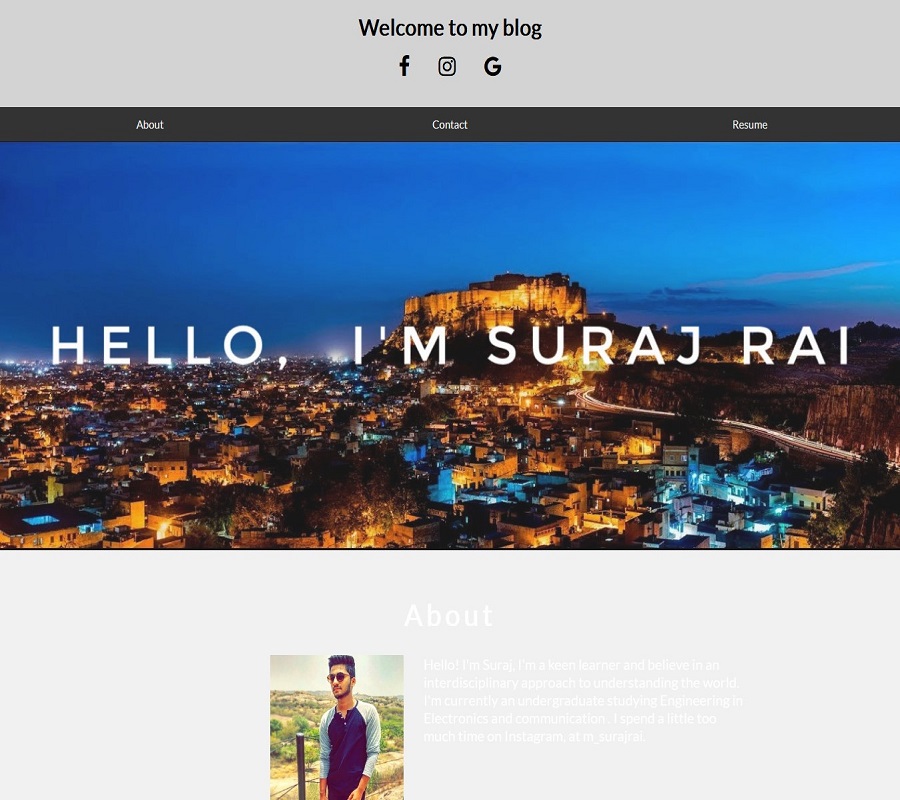 Welcome to my blog
About
Contact
Resume
HELLO, I'M SURAJ RAI
About
Hello! I'm Suraj, I'm a keen learner and believe in an
interdisciplinary approach to understanding the world.
I'm currently an undergraduate studying Engineering in
Electronics and communication . I spend a little too
much time on Instagram, at m_surajrai.